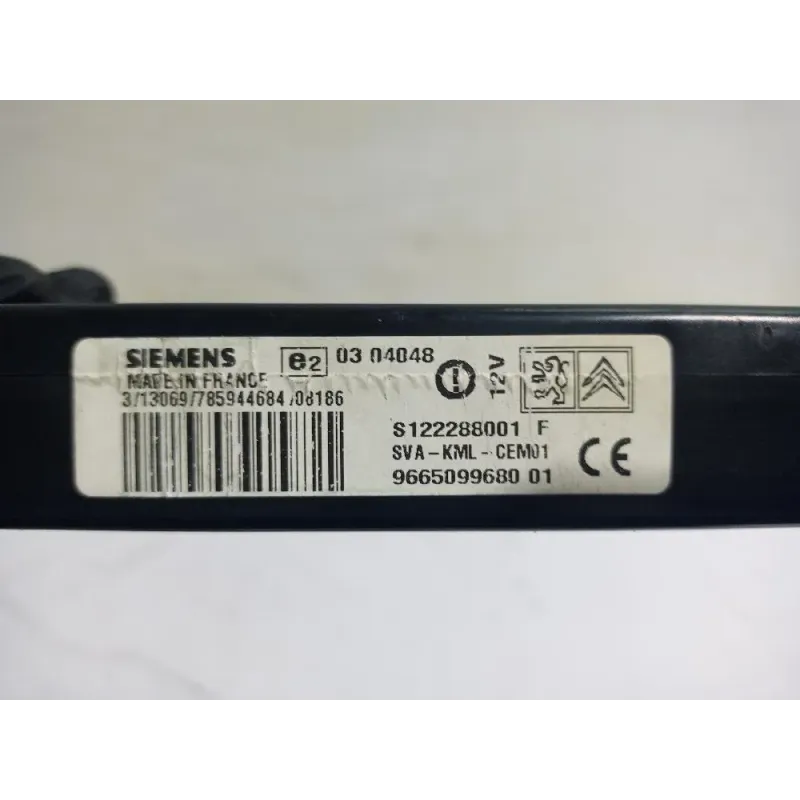 SIEMENS
MADE IN FRANCE
3/13069/785944684/08186
e2
03 04048
12V
S122288001 F
SVA-KML-CEM01
9665099680 01
CE